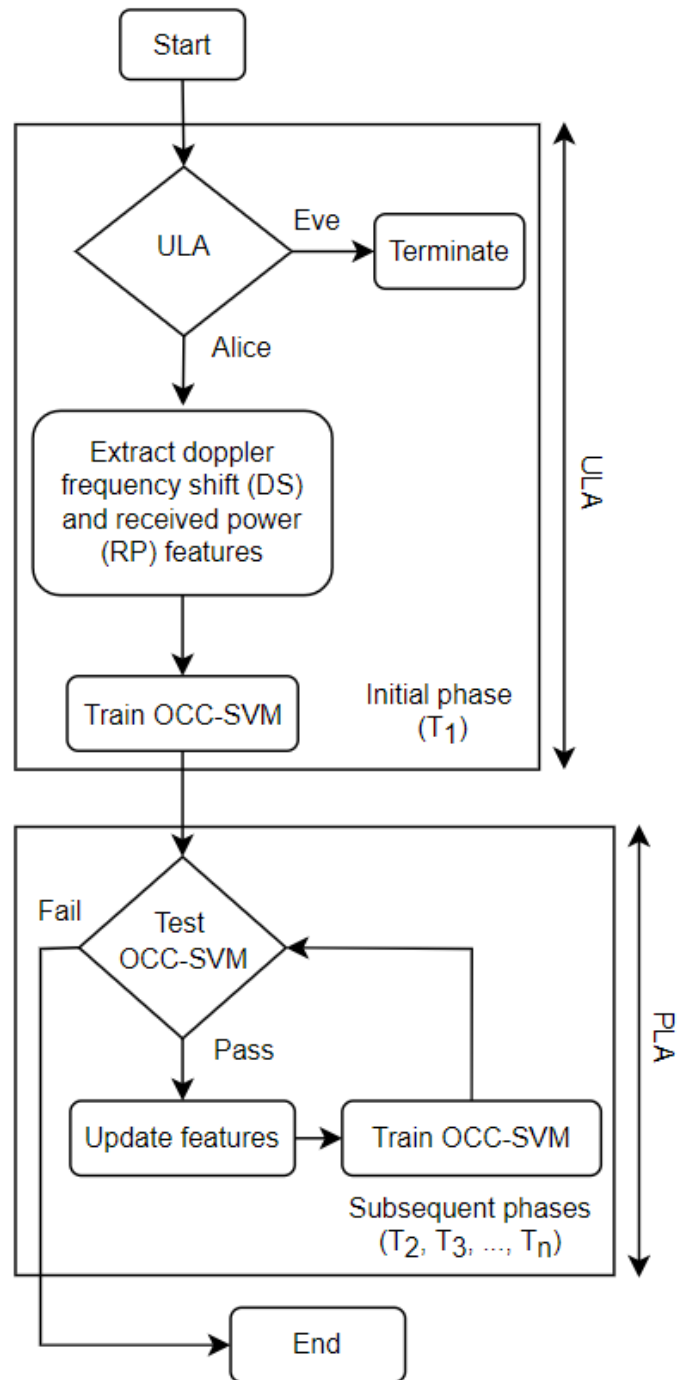 Start
ULA
Eve
Terminate
Alice
Extract doppler
frequency shift (DS)
and received power
(RP) features
ULA
Train OCC-SVM
Initial phase
(T1)
Fail
Test
OCC-SVM
Pass
PLA
Update features
Train OCC-SVM
Subsequent phases
(T2, T3, ..., Tn)
End